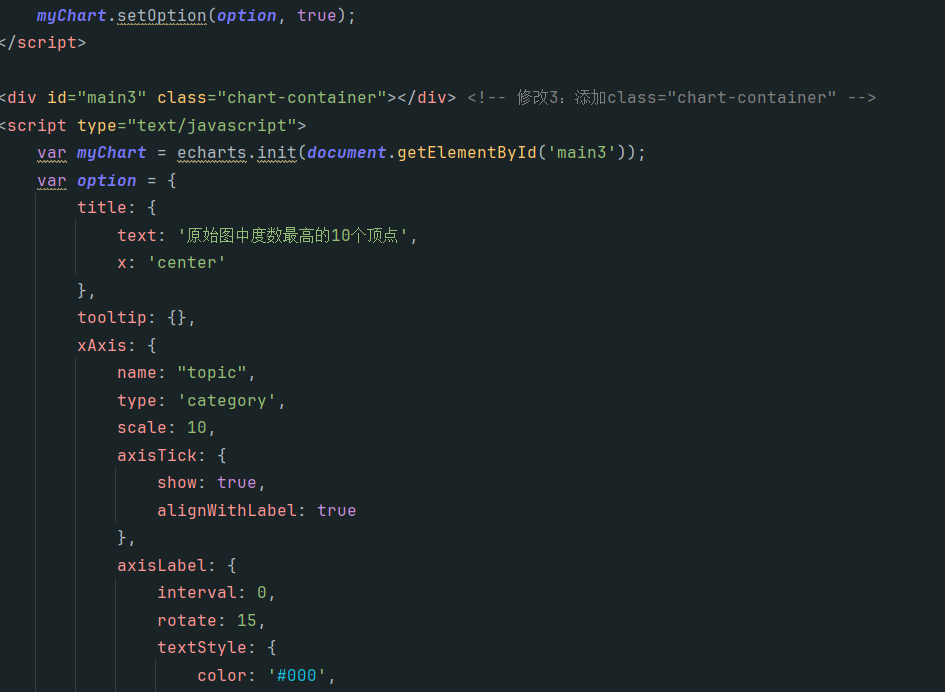 myChart.setOption(option, true);
</script>
<div id="main3" class="chart-container"></div> <!-- 修改3：添加class="chart-container" -->
<script type="text/javascript">
var myChart = echarts.init(document.getElementById('main3'));
var option = {
title: {
text: '原始图中度数最高的10个顶点',
x: 'center'
},
tooltip: {},
xAxis: {
name: "topic",
type: 'category',
scale: 10,
axisTick: {
show: true,
alignWithLabel: true
},
axisLabel: {
interval: 0,
rotate: 15,
textStyle: {
color: '#000',